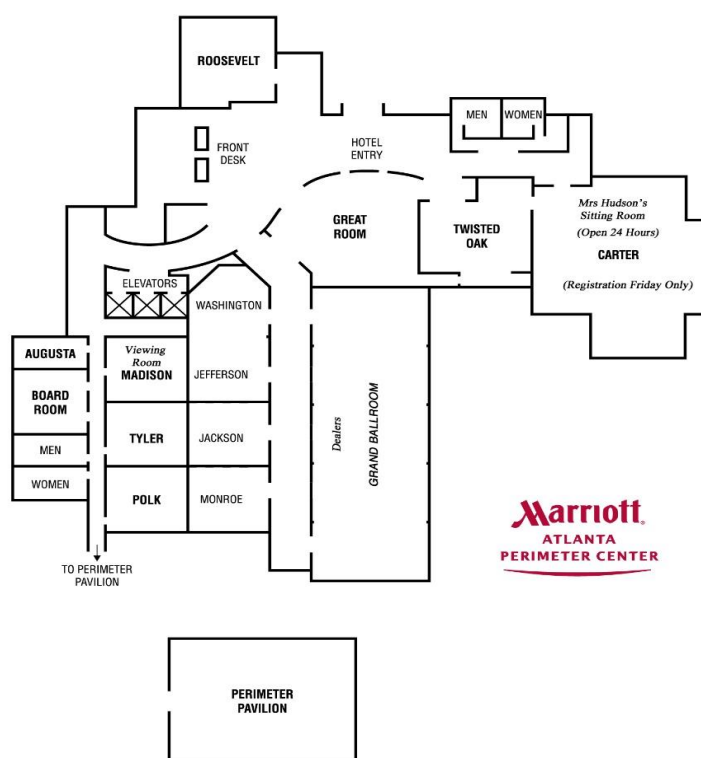 ROOSEVELT
MEN
WOMEN
FRONT
DESK
HOTEL
ENTRY
Mrs Hudson's
Sitting Room
(Open 24 Hours)
CARTER
(Registration Friday Only)
GREAT
ROOM
TWISTED
OAK
ELEVATORS
WASHINGTON
AUGUSTA
Viewing
Room
MADISON
JEFFERSON
BOARD
ROOM
Dealers
GRAND BALLROOM
MEN
TYLER
JACKSON
WOMEN
POLK
MONROE
TO PERIMETER
PAVILION
Marriott
ATLANTA
PERIMETER CENTER
PERIMETER
PAVILION